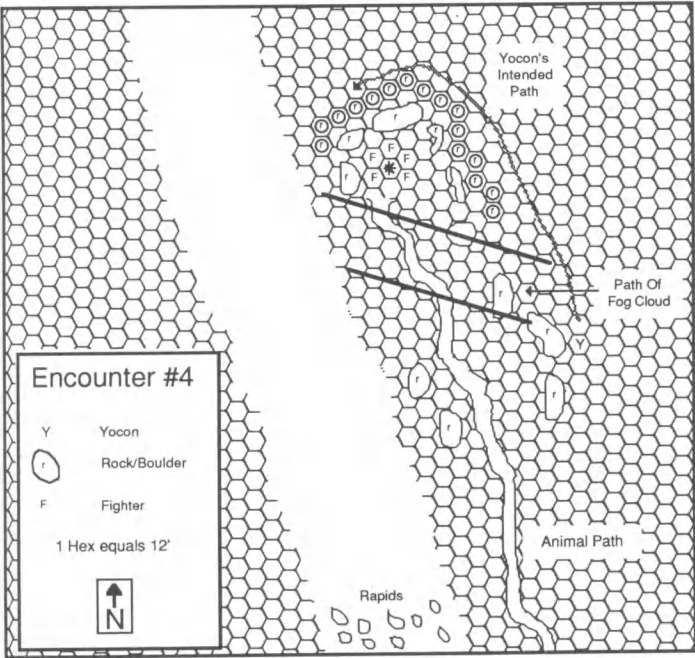 Yocon's
Intended
Path
r r r r r r r r r r r r r r r r r
r
r
r
F
F F
F F
r
r
Path Of
Fog Cloud
r
Y
r
r
r
Encounter #4
Y Yocon
r Rock/Boulder
F Fighter
1 Hex equals 12'
N
Animal Path
Rapids